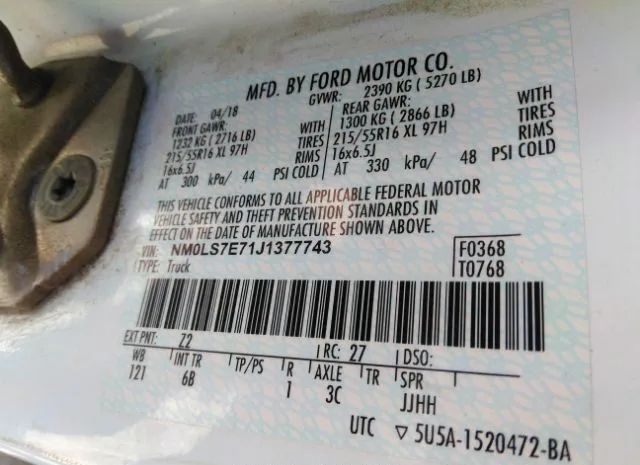 MFD. BY FORD MOTOR CO.
DATE: 04/18 GVWR: 2390 KG ( 5270 LB)
FRONT GAWR: REAR GAWR:
1232 KG ( 2716 LB) WITH 1300 KG ( 2866 LB) WITH
215/55R16 XL 97H TIRES 215/55R16 XL 97H TIRES
16x6.5J RIMS 16x6.5J RIMS
AT 300 kPa/ 44 PSI COLD AT 330 kPa/ 48 PSI COLD
THIS VEHICLE CONFORMS TO ALL APPLICABLE FEDERAL MOTOR
VEHICLE SAFETY AND THEFT PREVENTION STANDARDS IN
EFFECT ON THE DATE OF MANUFACTURE SHOWN ABOVE.
VIN: NM0LS7E71J1377743 F0368
TYPE: Truck T0768
EXT PNT: Z2 RC: 27 DSO:
WB INT TR TP/PS R AXLE TR SPR
121 6B 1 3C JJHH
UTC ▽ 5U5A-1520472-BA